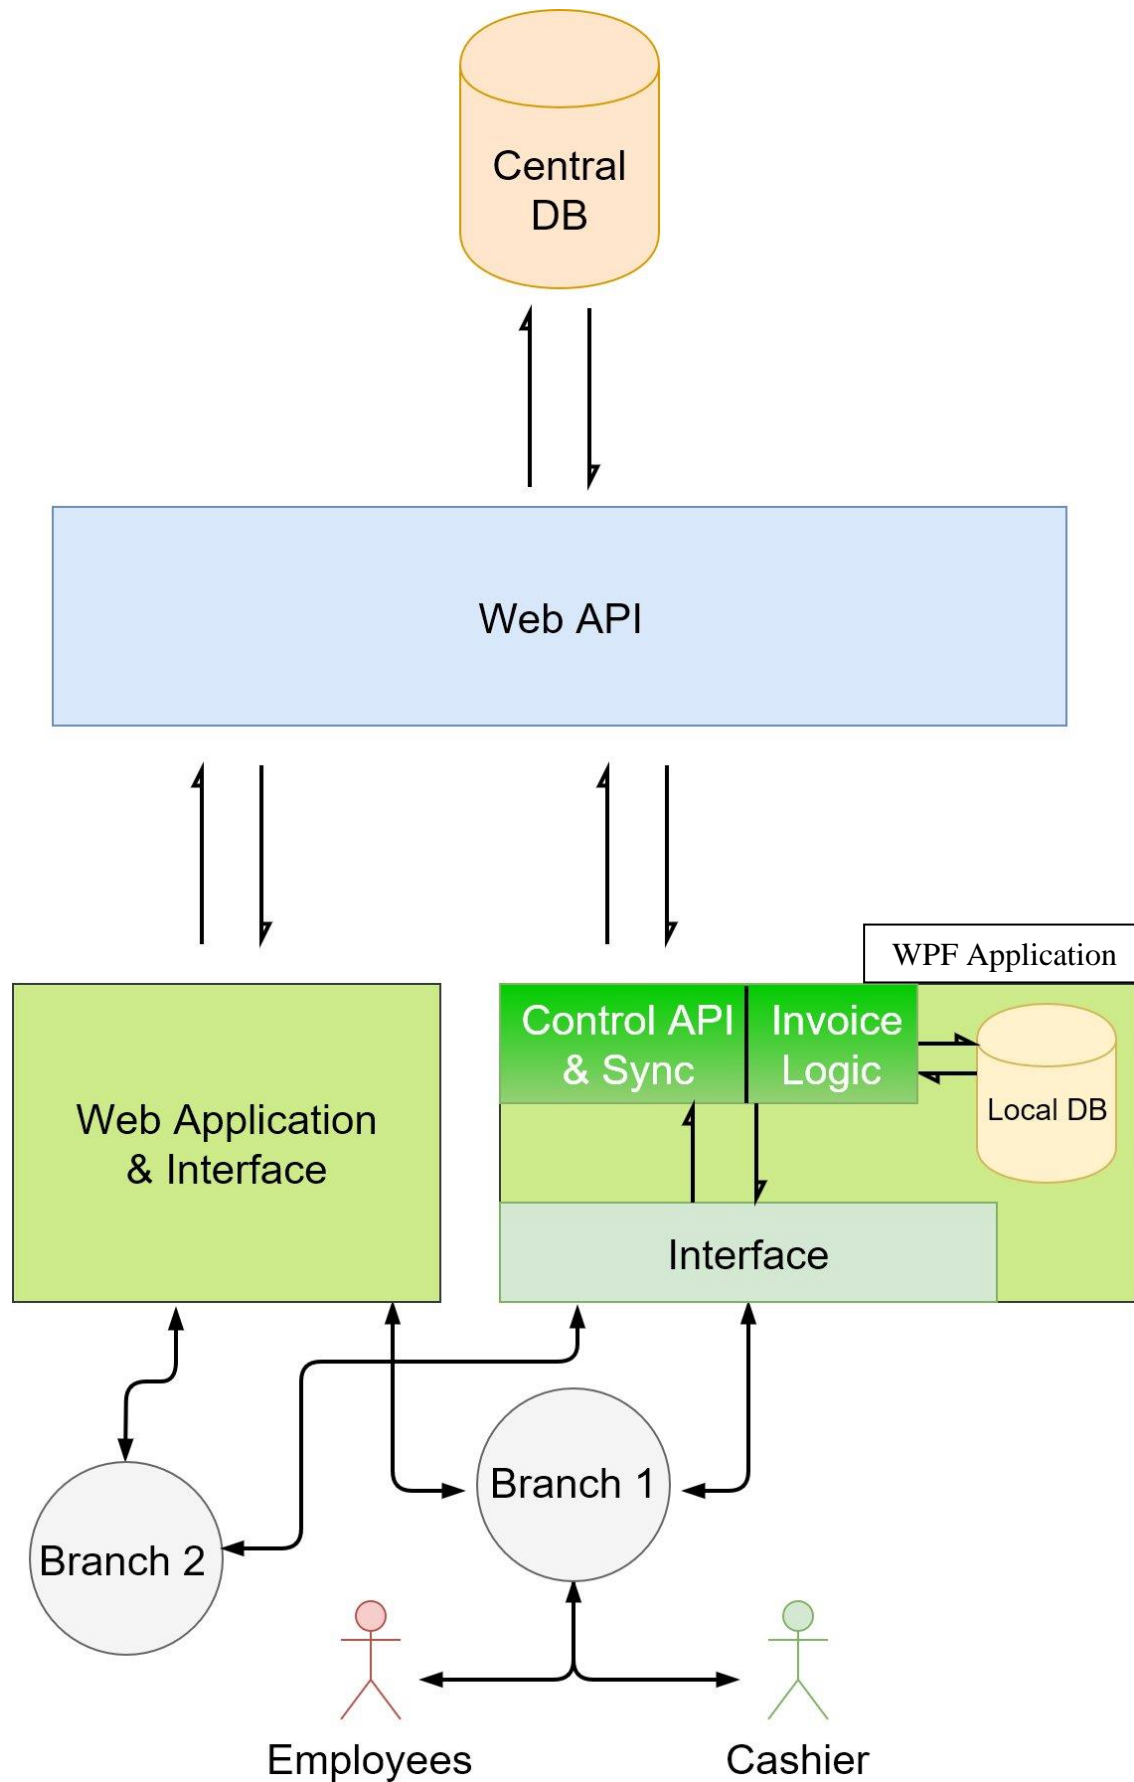 Central
DB
Web API
WPF Application
Control API
& Sync
Invoice
Logic
Local DB
Web Application
& Interface
Interface
Branch 1
Branch 2
Employees
Cashier